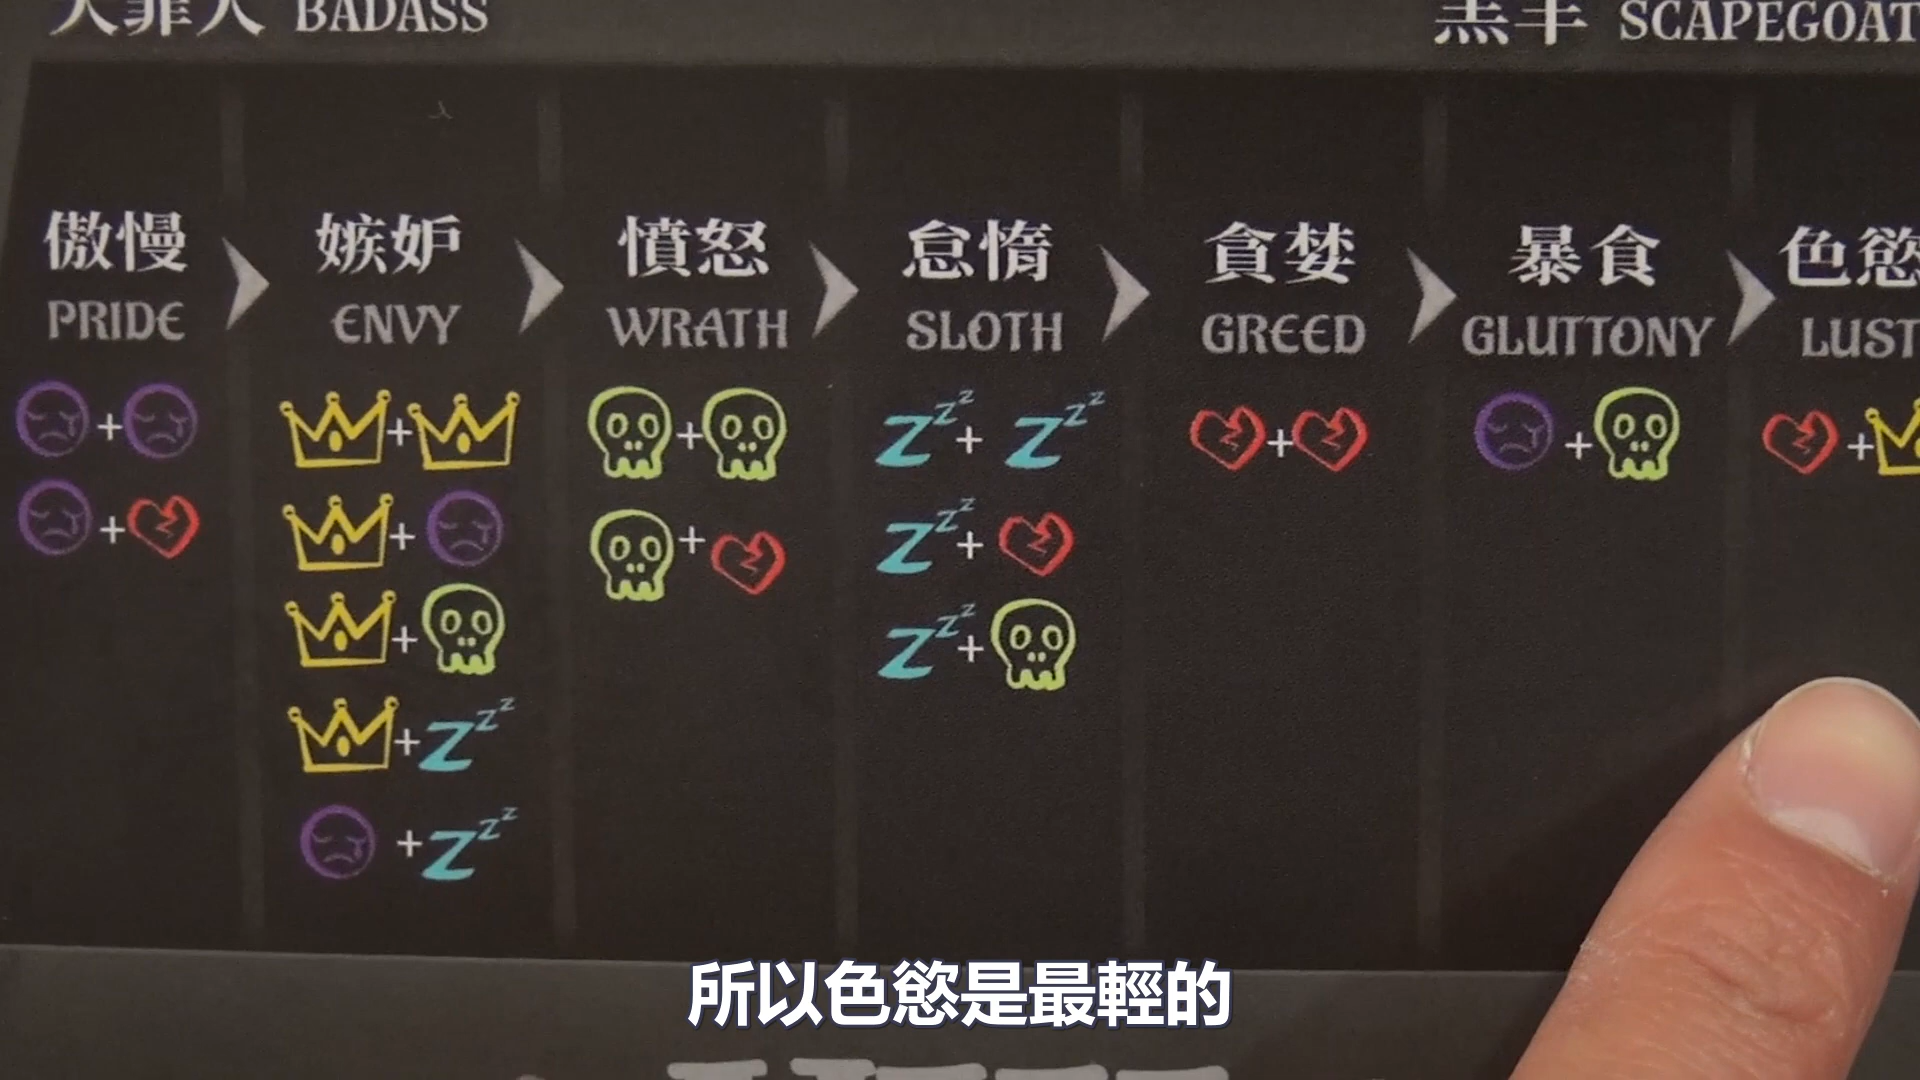 大罪人 BADASS
黑羊 SCAPEGOAT
傲慢 > 嫉妒 > 憤怒 > 怠惰 > 貪婪 > 暴食 > 色慾
PRIDE ENVY WRATH SLOTH GREED GLUTTONY LUST
所以色慾是最輕的